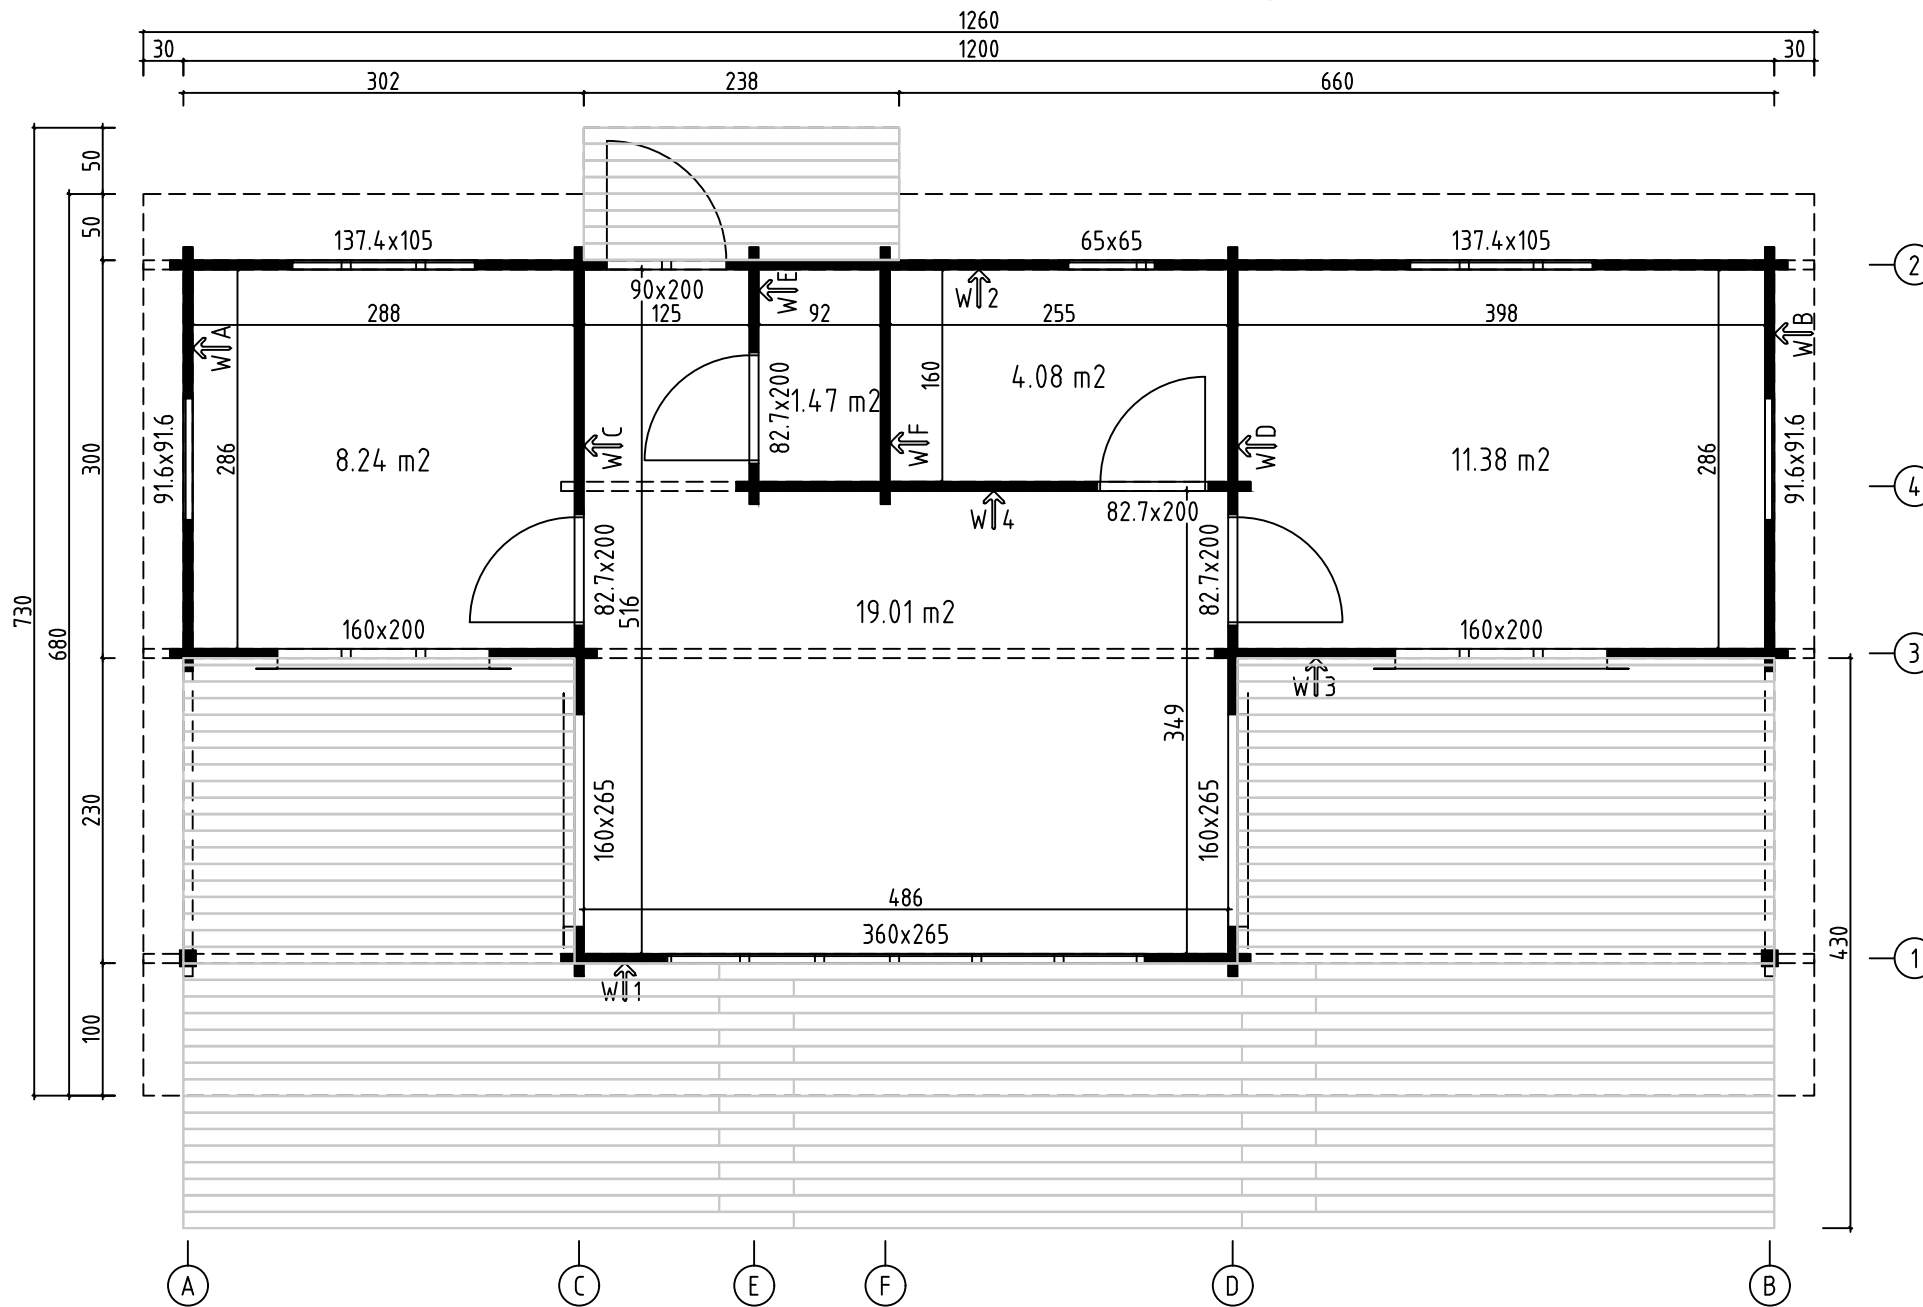 1260
30 1200 30
302 238 660
50
50
730
680
300
230
100
430
137.4x105 65x65 137.4x105
2
90x200
W E
W 2
288 125 92 255 398
W A
W B
160
4.08 m2
82.7x200
1.47 m2
91.6x91.6
286
8.24 m2
W C
W F
W D
11.38 m2
286
91.6x91.6
4
W 4
82.7x200
82.7x200
516
82.7x200
19.01 m2
160x200 160x200
3
W 3
349
160x265
160x265
486
360x265
1
W 1
A C E F D B